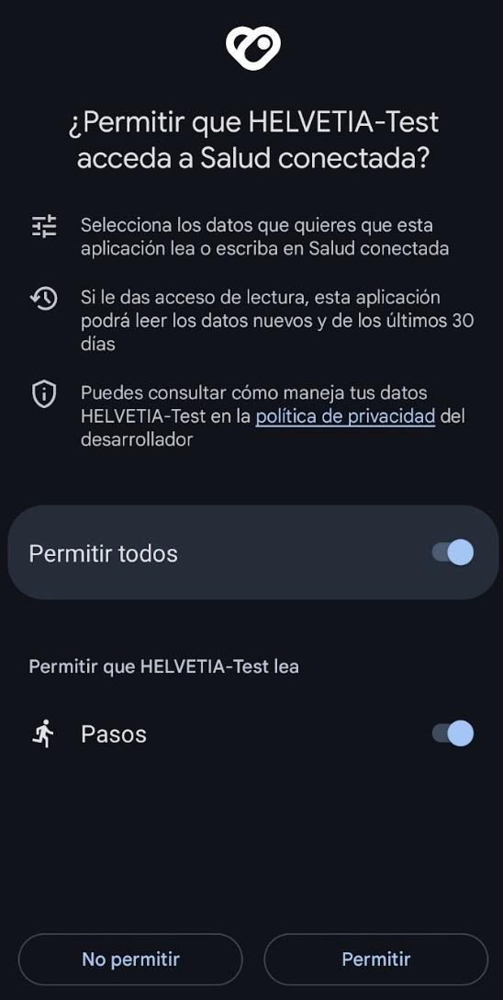 ¿Permitir que HELVETIA-Test
acceda a Salud conectada?
Selecciona los datos que quieres que esta
aplicación lea o escriba en Salud conectada
Si le das acceso de lectura, esta aplicación
podrá leer los datos nuevos y de los últimos 30
días
Puedes consultar cómo maneja tus datos
HELVETIA-Test en la política de privacidad del
desarrollador
Permitir todos
Permitir que HELVETIA-Test lea
Pasos
No permitir
Permitir